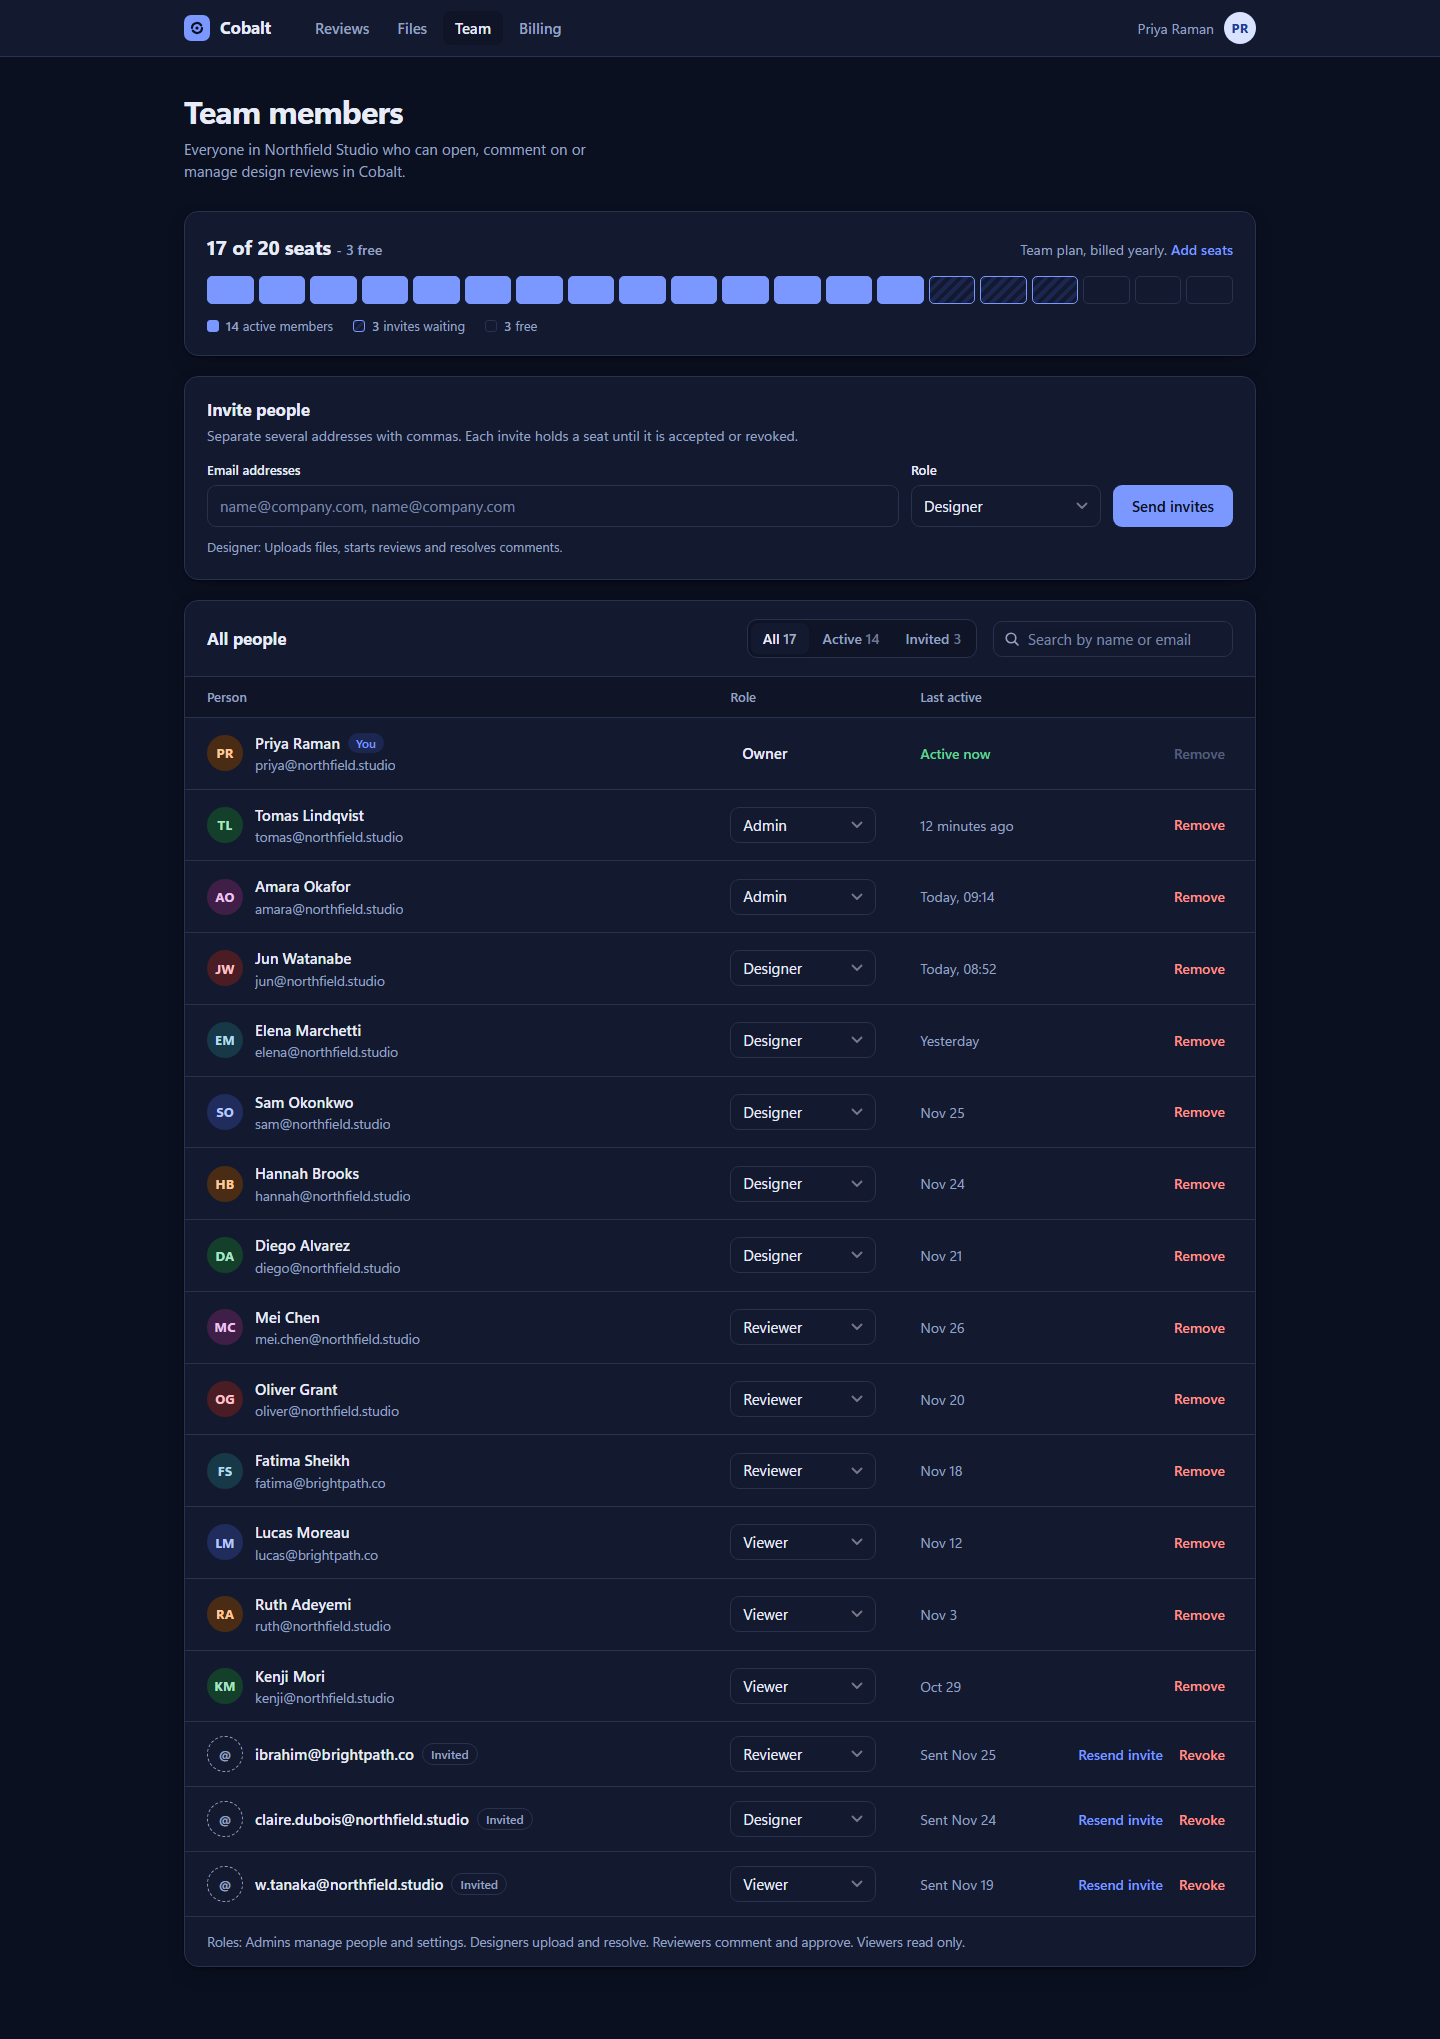 Cobalt
Reviews
Files
Team
Billing
Priya Raman
PR
Team members
Everyone in Northfield Studio who can open, comment on or
manage design reviews in Cobalt.
17 of 20 seats - 3 free
Team plan, billed yearly. Add seats
14 active members
3 invites waiting
3 free
Invite people
Separate several addresses with commas. Each invite holds a seat until it is accepted or revoked.
Email addresses
Role
name@company.com, name@company.com
Designer
Send invites
Designer: Uploads files, starts reviews and resolves comments.
All people
All 17
Active 14
Invited 3
Search by name or email
Person
Role
Last active
PR
Priya Raman
You
priya@northfield.studio
Owner
Active now
Remove
TL
Tomas Lindqvist
tomas@northfield.studio
Admin
12 minutes ago
Remove
AO
Amara Okafor
amara@northfield.studio
Admin
Today, 09:14
Remove
JW
Jun Watanabe
jun@northfield.studio
Designer
Today, 08:52
Remove
EM
Elena Marchetti
elena@northfield.studio
Designer
Yesterday
Remove
SO
Sam Okonkwo
sam@northfield.studio
Designer
Nov 25
Remove
HB
Hannah Brooks
hannah@northfield.studio
Designer
Nov 24
Remove
DA
Diego Alvarez
diego@northfield.studio
Designer
Nov 21
Remove
MC
Mei Chen
mei.chen@northfield.studio
Reviewer
Nov 26
Remove
OG
Oliver Grant
oliver@northfield.studio
Reviewer
Nov 20
Remove
FS
Fatima Sheikh
fatima@brightpath.co
Reviewer
Nov 18
Remove
LM
Lucas Moreau
lucas@brightpath.co
Viewer
Nov 12
Remove
RA
Ruth Adeyemi
ruth@northfield.studio
Viewer
Nov 3
Remove
KM
Kenji Mori
kenji@northfield.studio
Viewer
Oct 29
Remove
@
ibrahim@brightpath.co
Invited
Reviewer
Sent Nov 25
Resend invite
Revoke
@
claire.dubois@northfield.studio
Invited
Designer
Sent Nov 24
Resend invite
Revoke
@
w.tanaka@northfield.studio
Invited
Viewer
Sent Nov 19
Resend invite
Revoke
Roles: Admins manage people and settings. Designers upload and resolve. Reviewers comment and approve. Viewers read only.